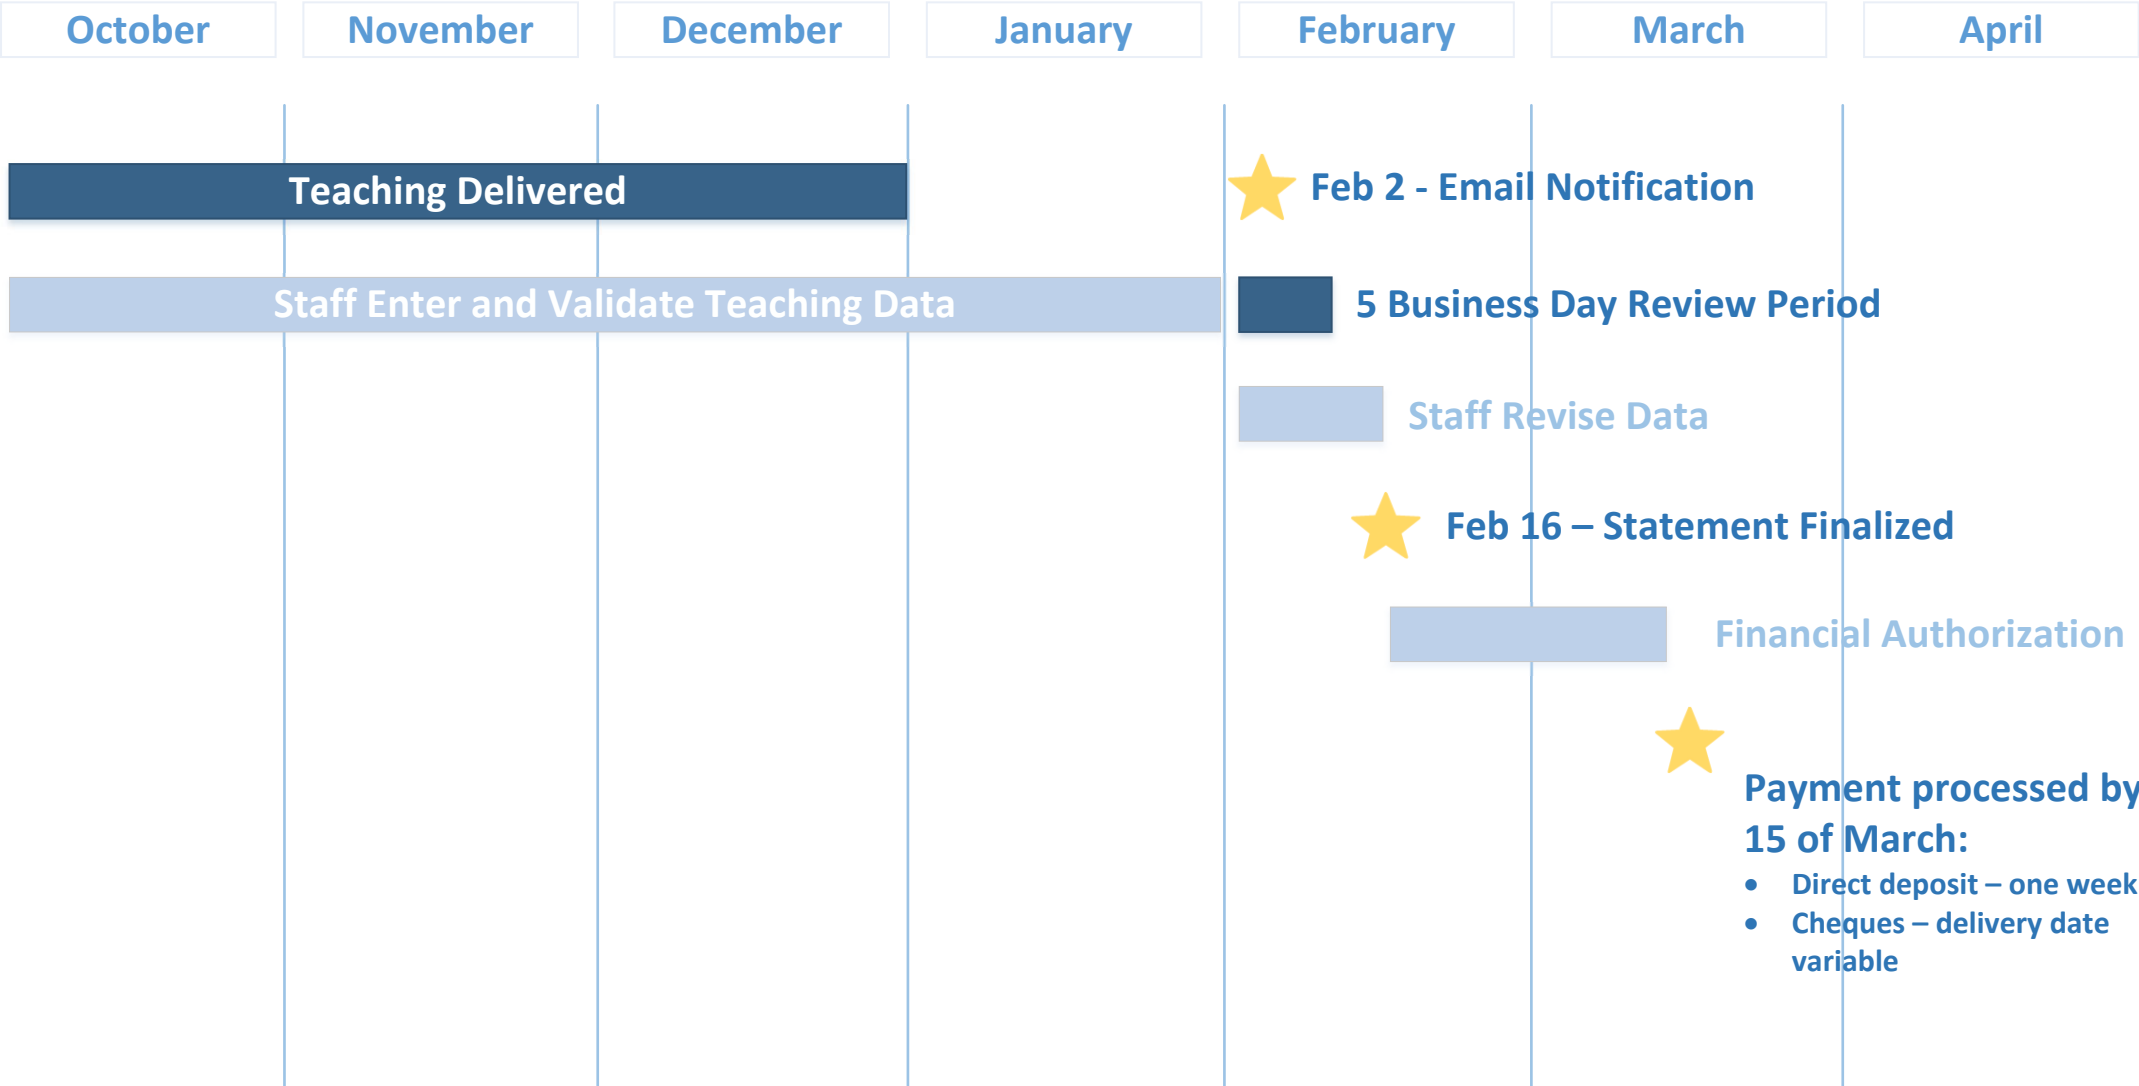 October November December January February March April
Teaching Delivered
Feb 2 - Email Notification
Staff Enter and Validate Teaching Data
5 Business Day Review Period
Staff Revise Data
Feb 16 – Statement Finalized
Financial Authorization
Payment processed by
15 of March:
• Direct deposit – one week
• Cheques – delivery date
variable